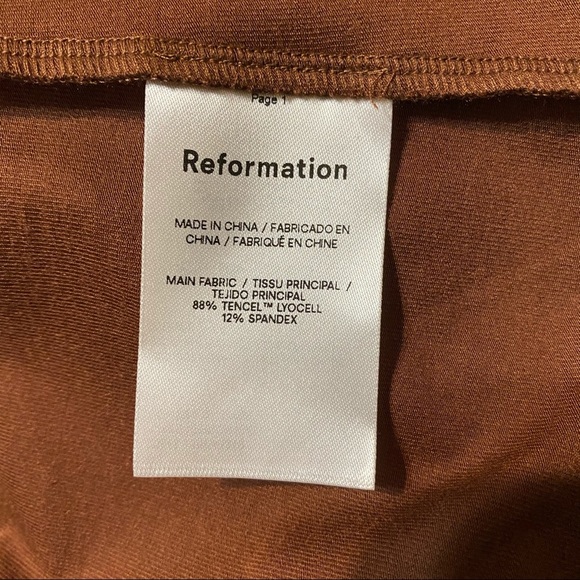 Page 1
Reformation
MADE IN CHINA / FABRICADO EN
CHINA / FABRIQUÉ EN CHINE
MAIN FABRIC / TISSU PRINCIPAL /
TEJIDO PRINCIPAL
88% TENCEL™ LYOCELL
12% SPANDEX